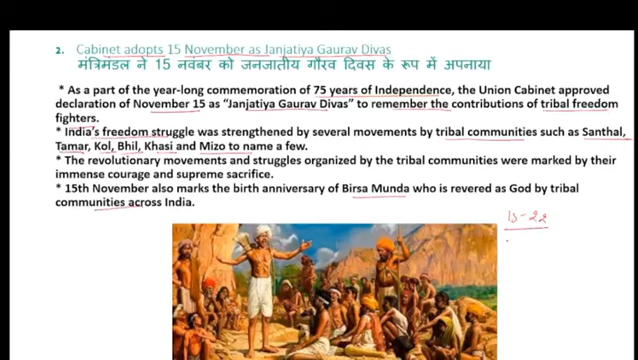 2. Cabinet adopts 15 November as Janjatiya Gaurav Divas
मंत्रिमंडल ने 15 नवंबर को जनजातीय गौरव दिवस के रूप में अपनाया
* As a part of the year-long commemoration of 75 years of Independence, the Union Cabinet approved
declaration of November 15 as “Janjatiya Gaurav Divas” to remember the contributions of tribal freedom
fighters.
* India’s freedom struggle was strengthened by several movements by tribal communities such as Santhal,
Tamar, Kol, Bhil, Khasi and Mizo to name a few.
* The revolutionary movements and struggles organized by the tribal communities were marked by their
immense courage and supreme sacrifice.
* 15th November also marks the birth anniversary of Birsa Munda who is revered as God by tribal
communities across India.
15-22